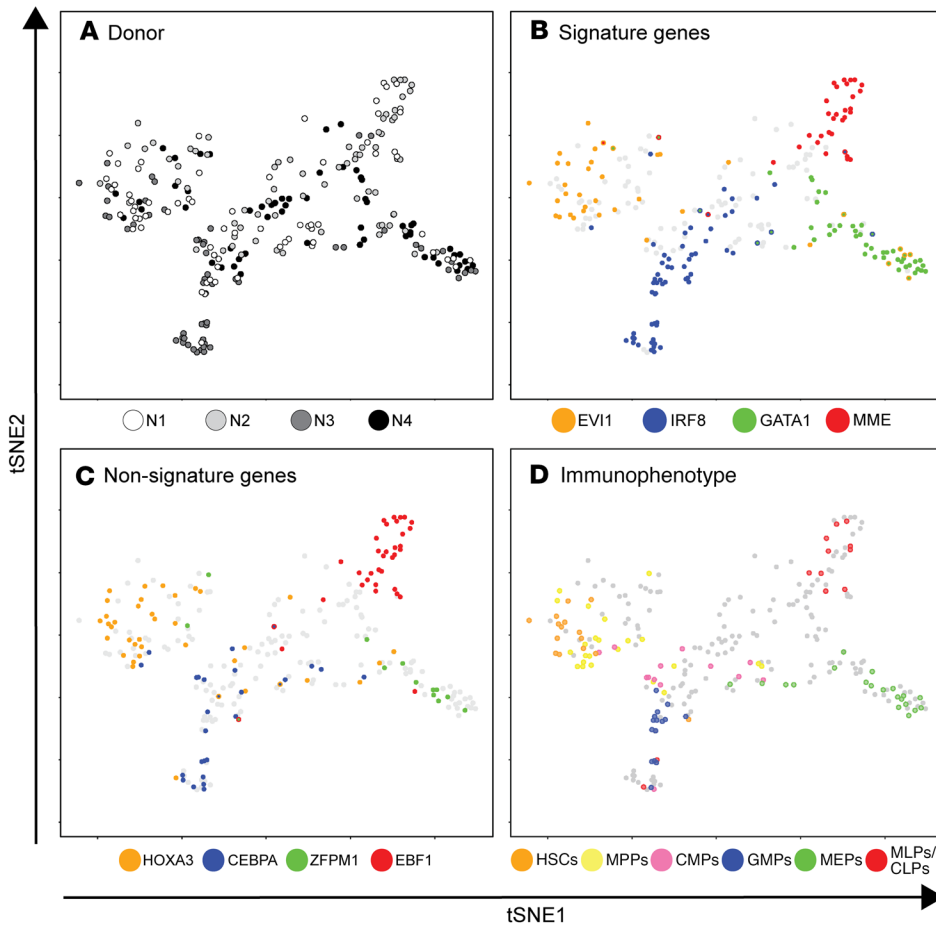 A Donor
B Signature genes
N1 N2 N3 N4
EVI1 IRF8 GATA1 MME
tSNE2
C Non-signature genes
D Immunophenotype
HOXA3 CEBPA ZFPM1 EBF1
HSCs MPPs CMPs GMPs MEPs MLPs/
CLPs
tSNE1